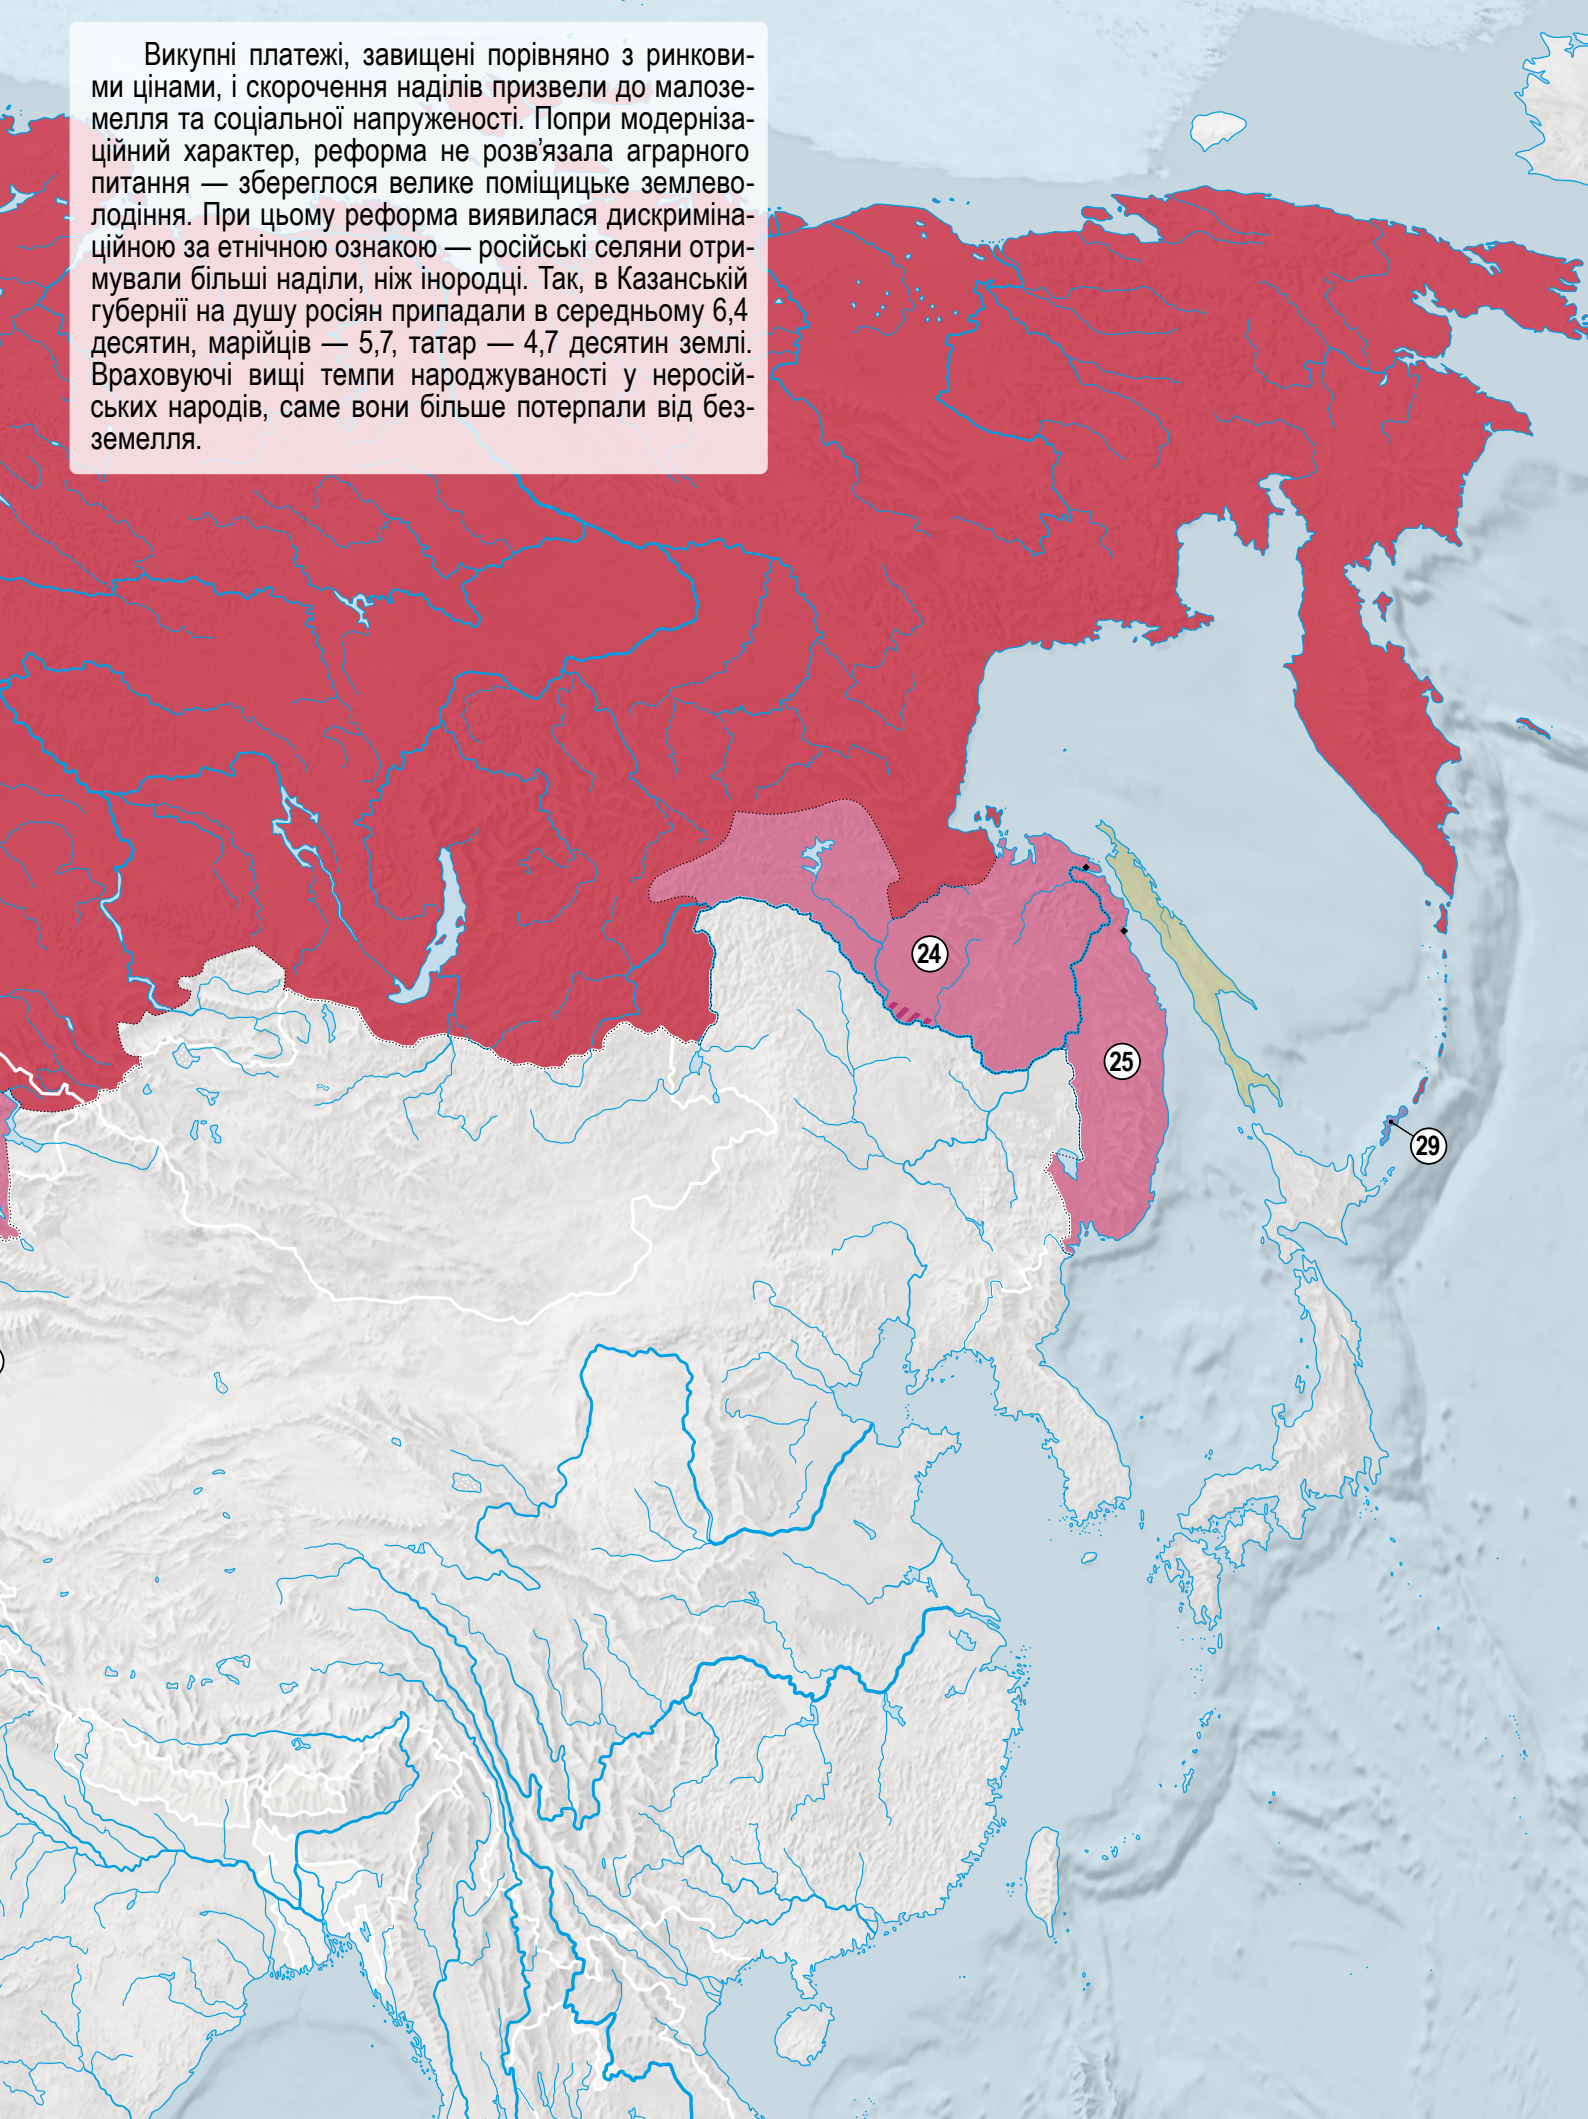 Викупні платежі, завищені порівняно з ринкови-
ми цінами, і скорочення наділів призвели до малозе-
мелля та соціальної напруженості. Попри модерніза-
ційний характер, реформа не розв'язала аграрного
питання — збереглося велике поміщицьке землево-
лодіння. При цьому реформа виявилася дискриміна-
ційною за етнічною ознакою — російські селяни отри-
мували більші наділи, ніж інородці. Так, в Казанській
губернії на душу росіян припадали в середньому 6,4
десятин, марійців — 5,7, татар — 4,7 десятин землі.
Враховуючі вищі темпи народжуваності у неросій-
ських народів, саме вони більше потерпали від без-
земелля.
24
25
29